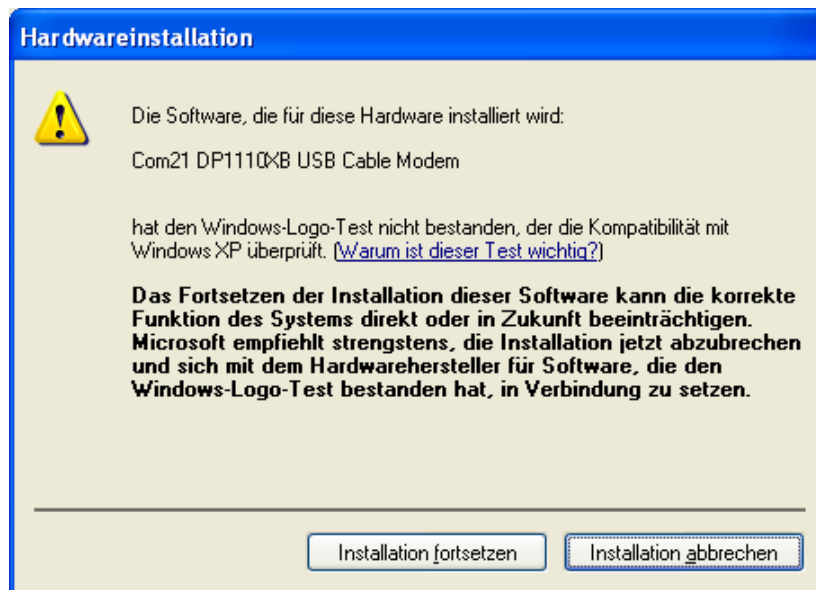 Hardwareinstallation
Die Software, die für diese Hardware installiert wird:
Com21 DP1110XB USB Cable Modem
hat den Windows-Logo-Test nicht bestanden, der die Kompatibilität mit
Windows XP überprüft. (Warum ist dieser Test wichtig?)
Das Fortsetzen der Installation dieser Software kann die korrekte
Funktion des Systems direkt oder in Zukunft beeinträchtigen.
Microsoft empfiehlt strengstens, die Installation jetzt abzubrechen
und sich mit dem Hardwarehersteller für Software, die den
Windows-Logo-Test bestanden hat, in Verbindung zu setzen.
Installation fortsetzen
Installation abbrechen